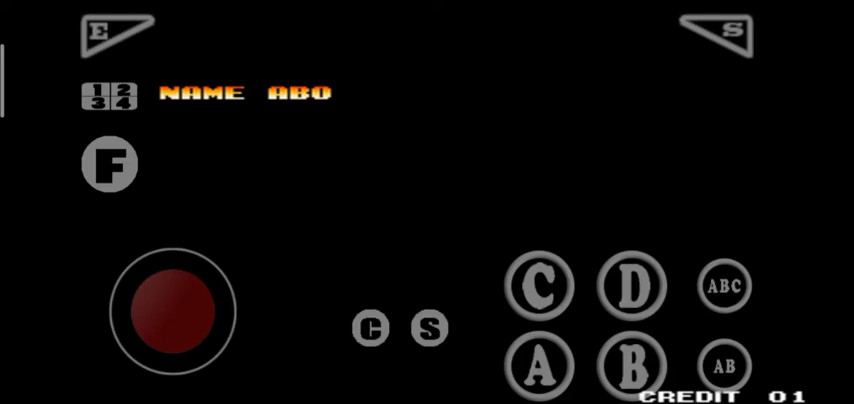 E
S
1 2
3 4
NAME ABO
F
C D ABC
C S
A B AB
CREDIT 01